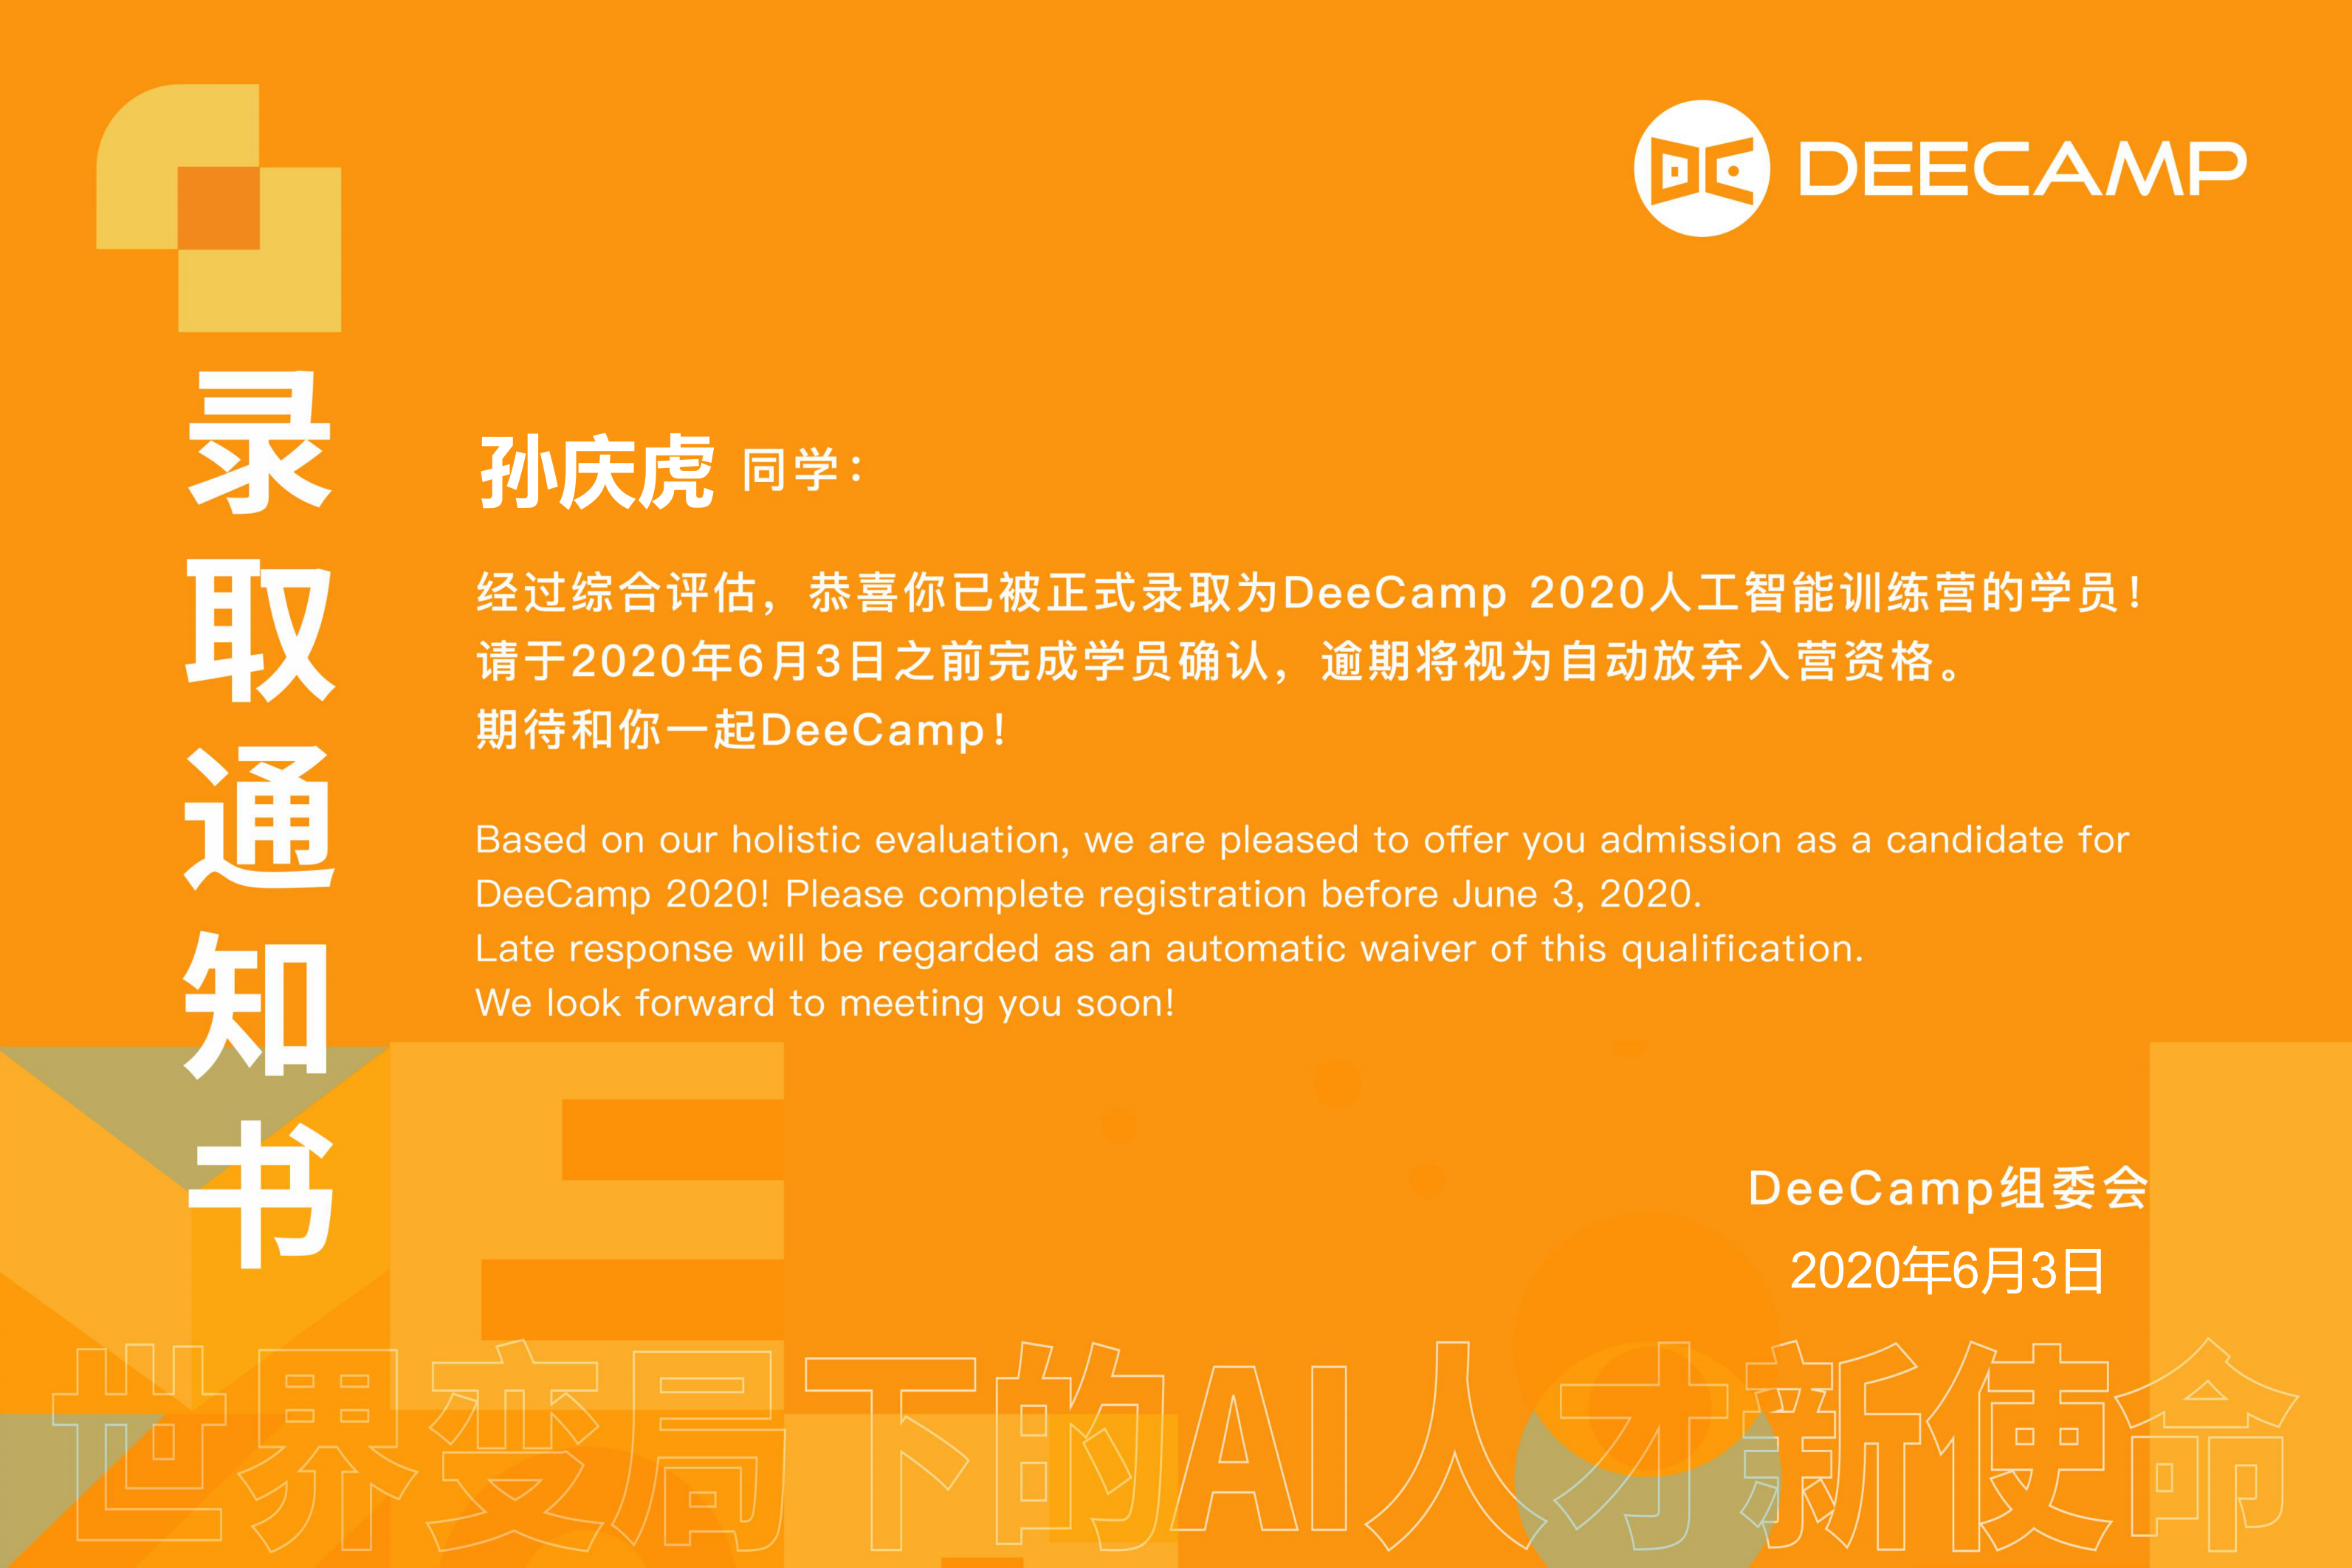 DEECAMP
录取通知书
孙庆虎 同学：
经过综合评估，恭喜你已被正式录取为DeeCamp 2020人工智能训练营的学员！
请于2020年6月3日之前完成学员确认，逾期将视为自动放弃入营资格。
期待和你一起DeeCamp！
Based on our holistic evaluation, we are pleased to offer you admission as a candidate for
DeeCamp 2020! Please complete registration before June 3, 2020.
Late response will be regarded as an automatic waiver of this qualification.
We look forward to meeting you soon!
DeeCamp组委会
2020年6月3日
世界变局下的AI人才新使命